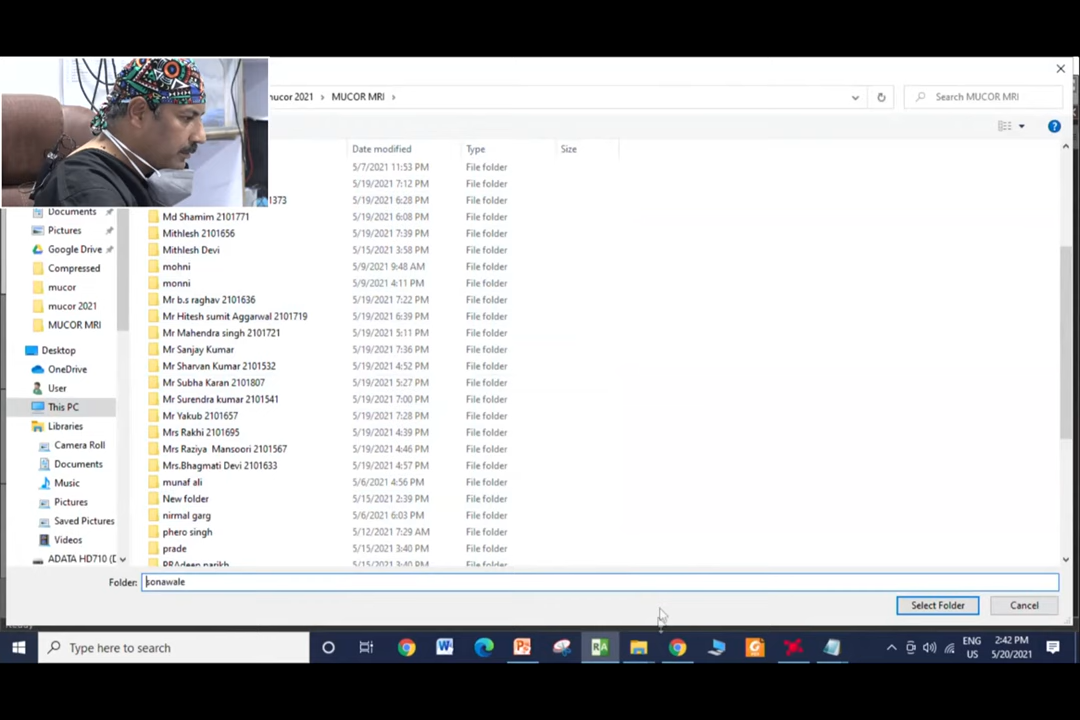 nucor 2021 > MUCOR MRI >
Search MUCOR MRI
Date modified Type Size
5/7/2021 11:53 PM File folder
5/19/2021 7:12 PM File folder
1373 5/19/2021 6:28 PM File folder
Documents
Md Shamim 2101771 5/19/2021 6:08 PM File folder
Pictures
Mithlesh 2101656 5/19/2021 7:39 PM File folder
Google Drive
Mithlesh Devi 5/15/2021 3:58 PM File folder
Compressed
mohni 5/9/2021 9:48 AM File folder
mucor
monni 5/9/2021 4:11 PM File folder
mucor 2021
Mr b.s raghav 2101636 5/19/2021 7:22 PM File folder
MUCOR MRI
Mr Hitesh sumit Aggarwal 2101719 5/19/2021 6:39 PM File folder
Mr Mahendra singh 2101721 5/19/2021 5:11 PM File folder
Desktop
Mr Sanjay Kumar 5/19/2021 7:36 PM File folder
OneDrive
Mr Sharvan Kumar 2101532 5/19/2021 4:52 PM File folder
User
Mr Subha Karan 2101807 5/19/2021 5:27 PM File folder
This PC
Mr Surendra kumar 2101541 5/19/2021 7:00 PM File folder
Libraries
Mr Yakub 2101657 5/19/2021 7:28 PM File folder
Camera Roll
Mrs Rakhi 2101695 5/19/2021 4:39 PM File folder
Documents
Mrs Raziya Mansoori 2101567 5/19/2021 4:46 PM File folder
Music
Mrs.Bhagmati Devi 2101633 5/19/2021 4:57 PM File folder
Pictures
munaf ali 5/6/2021 4:56 PM File folder
Saved Pictures
New folder 5/15/2021 2:39 PM File folder
Videos
nirmal garg 5/6/2021 6:03 PM File folder
ADATA HD710 (D
phero singh 5/12/2021 7:29 AM File folder
prade 5/15/2021 3:40 PM File folder
PRAdeep parikh 5/15/2021 3:40 PM File folder
Folder: sonawale
Select Folder Cancel
Type here to search
ENG
US
2:42 PM
5/20/2021